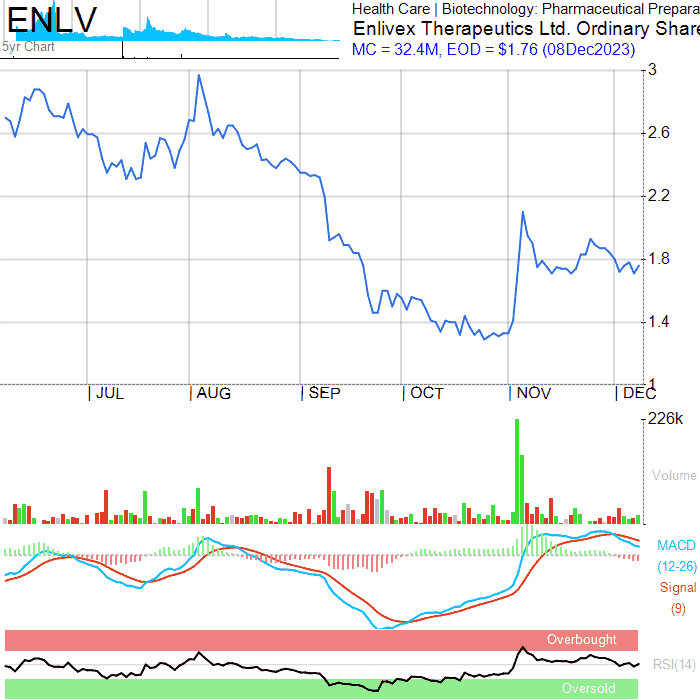 ENLV
5yr Chart
Health Care | Biotechnology: Pharmaceutical Prepara
Enlivex Therapeutics Ltd. Ordinary Share
MC = 32.4M, EOD = $1.76 (08Dec2023)
3
2.6
2.2
1.8
1.4
1
JUL AUG SEP OCT NOV DEC
226k
Volume
MACD
(12-26)
Signal
(9)
Overbought
RSI(14)
Oversold